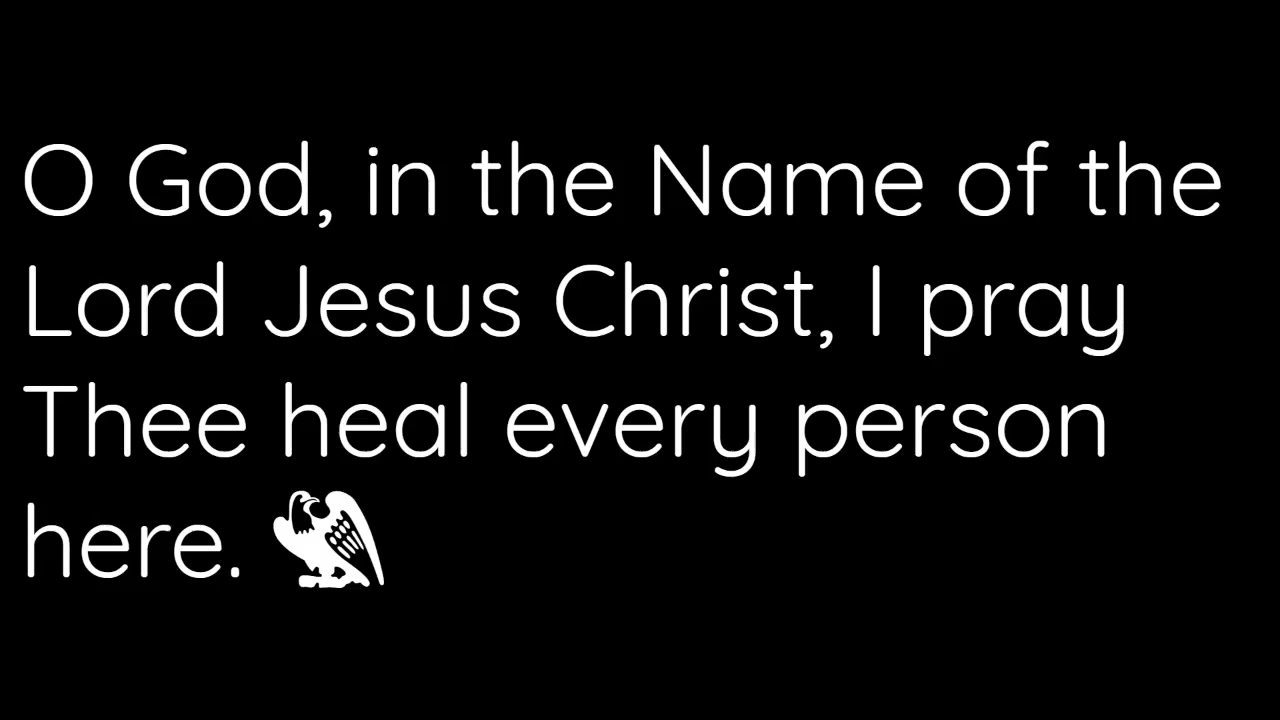 O God, in the Name of the
Lord Jesus Christ, I pray
Thee heal every person
here.